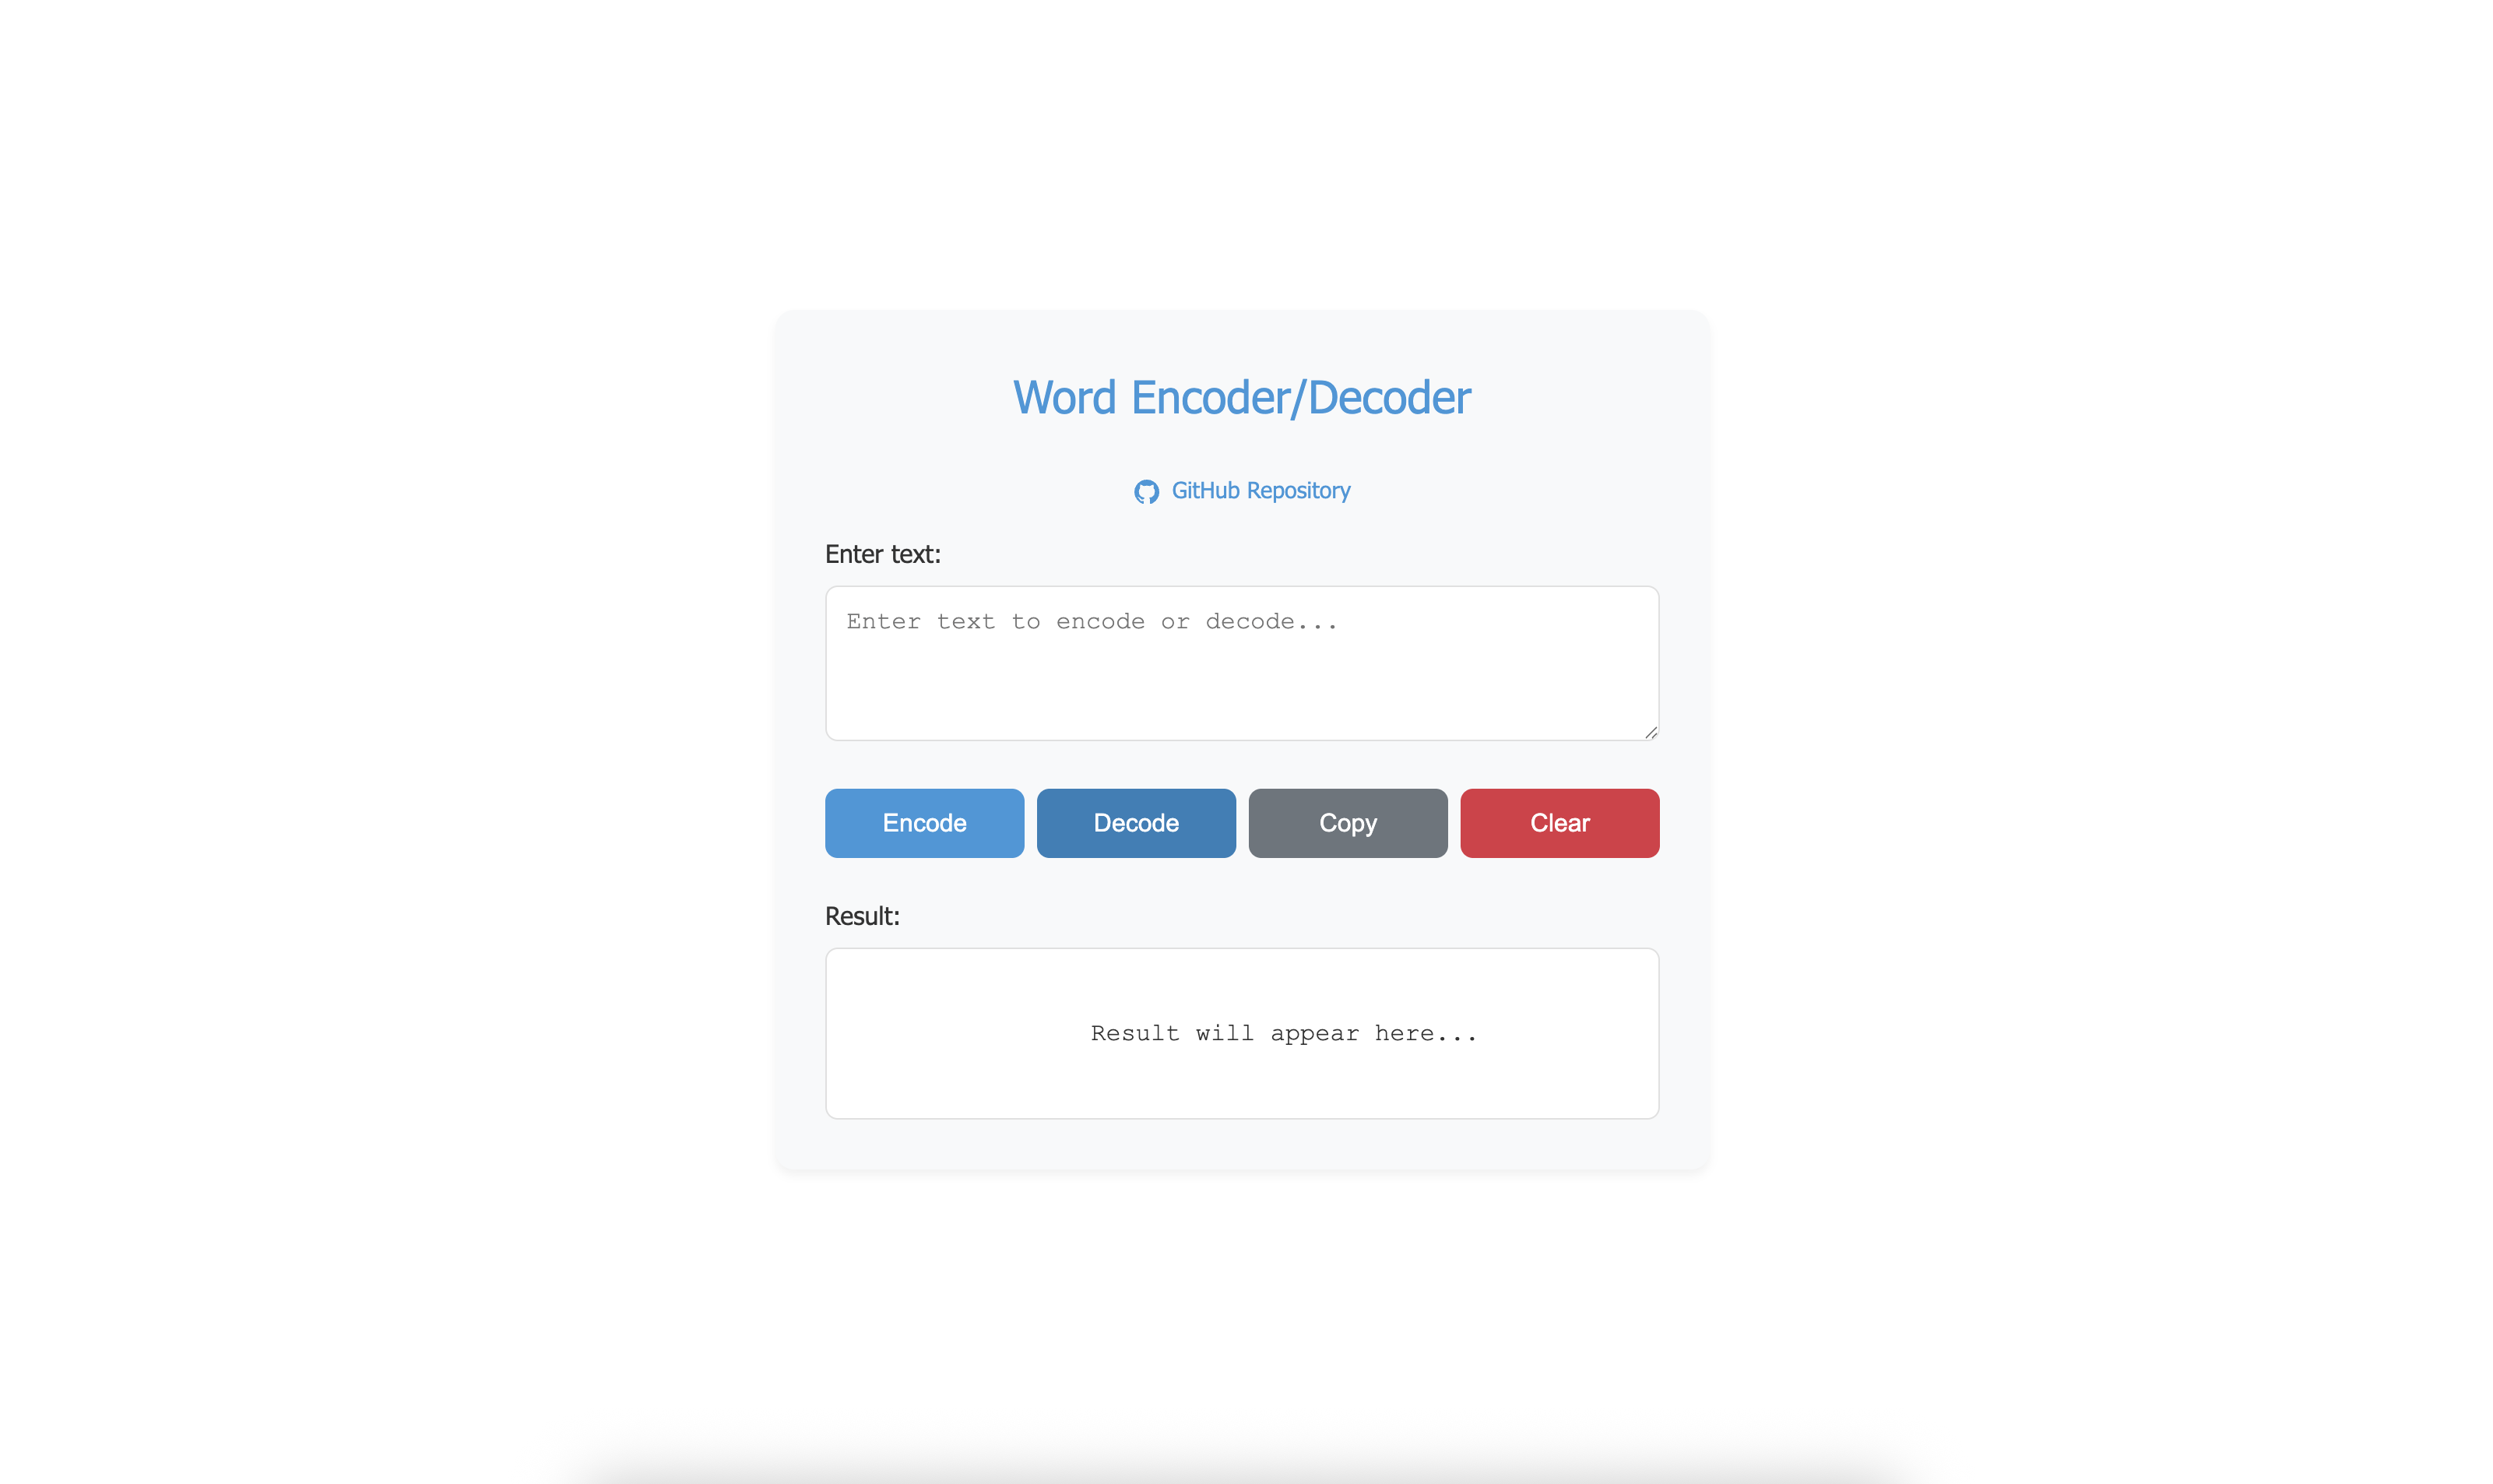 Word Encoder/Decoder
GitHub Repository
Enter text:
Enter text to encode or decode...
Encode Decode Copy Clear
Result:
Result will appear here...